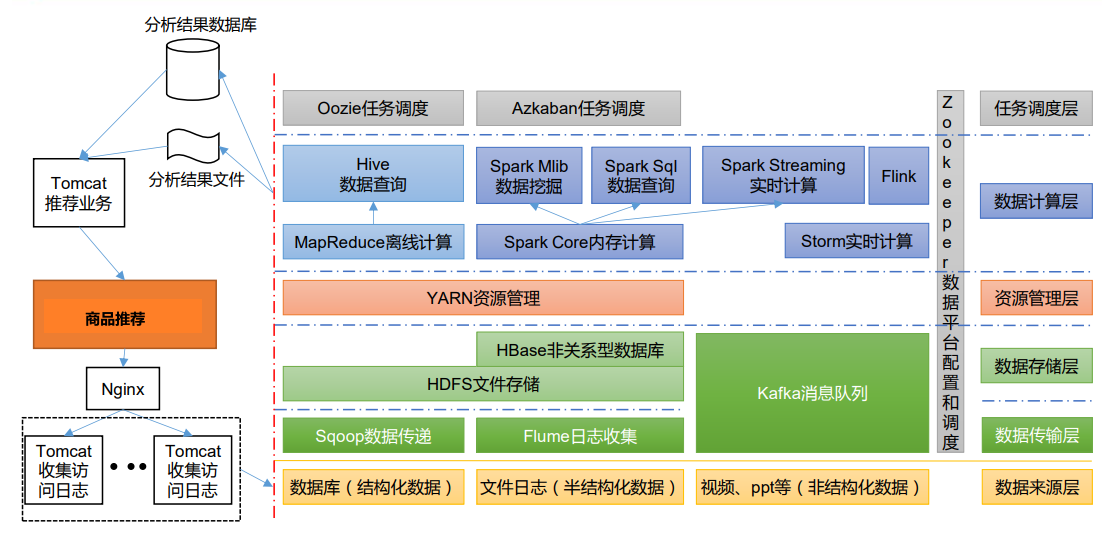 分析结果数据库
分析结果文件
Tomcat
推荐业务
商品推荐
Nginx
Tomcat
收集访
问日志
Tomcat
收集访
问日志
Oozie任务调度
Azkaban任务调度
任务调度层
Hive
数据查询
Spark Mlib
数据挖掘
Spark Sql
数据查询
Spark Streaming
实时计算
Flink
数据计算层
MapReduce离线计算
Spark Core内存计算
Storm实时计算
YARN资源管理
资源管理层
HBase非关系型数据库
HDFS文件存储
Kafka消息队列
数据存储层
Sqoop数据传递
Flume日志收集
数据传输层
数据库（结构化数据）
文件日志（半结构化数据）
视频、ppt等（非结构化数据）
数据来源层
Zookeeper数据平台配置和调度